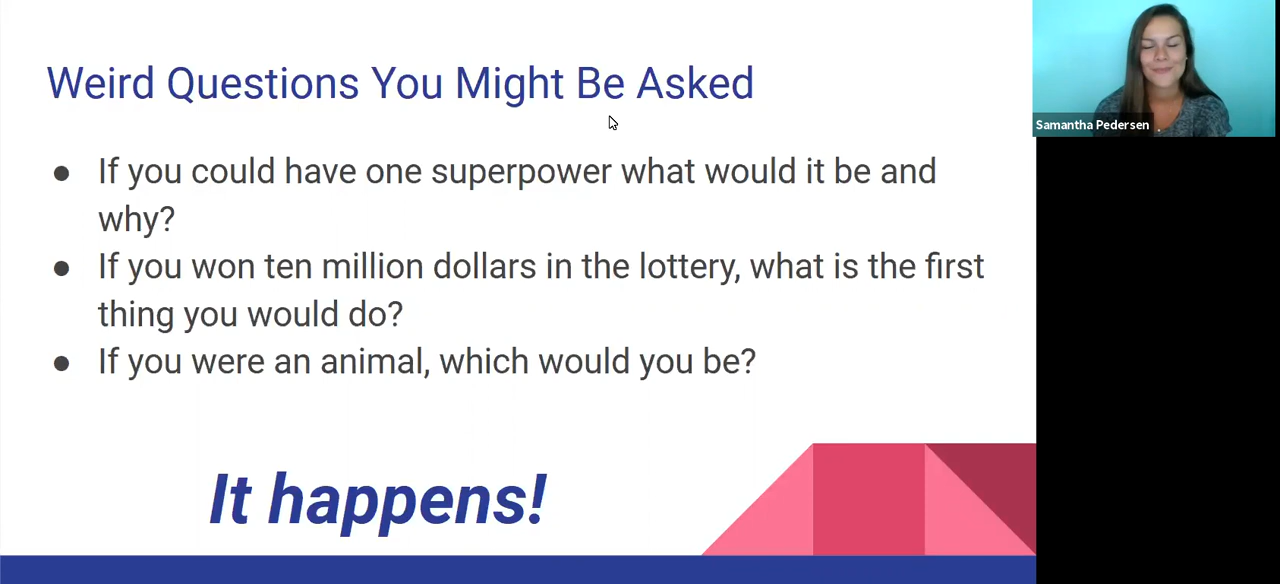 Weird Questions You Might Be Asked
● If you could have one superpower what would it be and
why?
● If you won ten million dollars in the lottery, what is the first
thing you would do?
● If you were an animal, which would you be?
It happens!
Samantha Pedersen